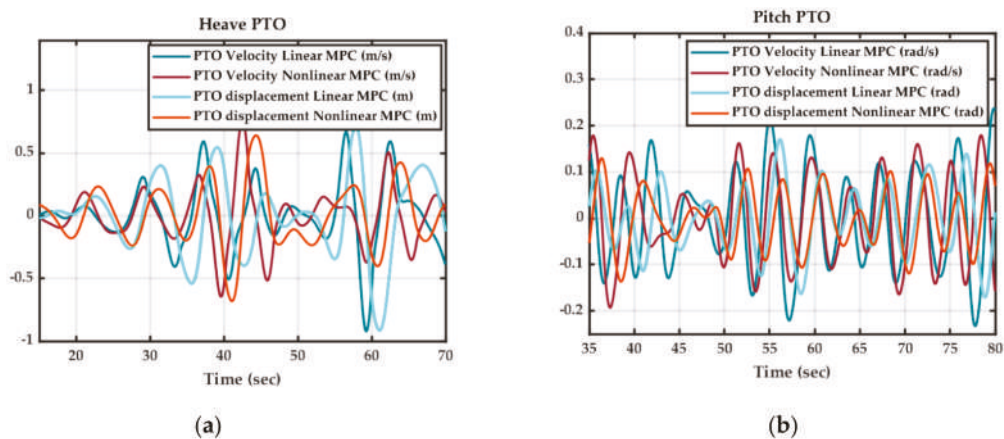 Heave PTO
PTO Velocity Linear MPC (m/s)
PTO Velocity Nonlinear MPC (m/s)
PTO displacement Linear MPC (m)
PTO displacement Nonlinear MPC (m)
1
0.5
0
-0.5
-1
20 30 40 50 60 70
Time (sec)
(a)
Pitch PTO
PTO Velocity Linear MPC (rad/s)
PTO Velocity Nonlinear MPC (rad/s)
PTO displacement Linear MPC (rad)
PTO displacement Nonlinear MPC (rad)
0.4
0.3
0.2
0.1
0
-0.1
-0.2
35 40 45 50 55 60 65 70 75 80
Time (sec)
(b)